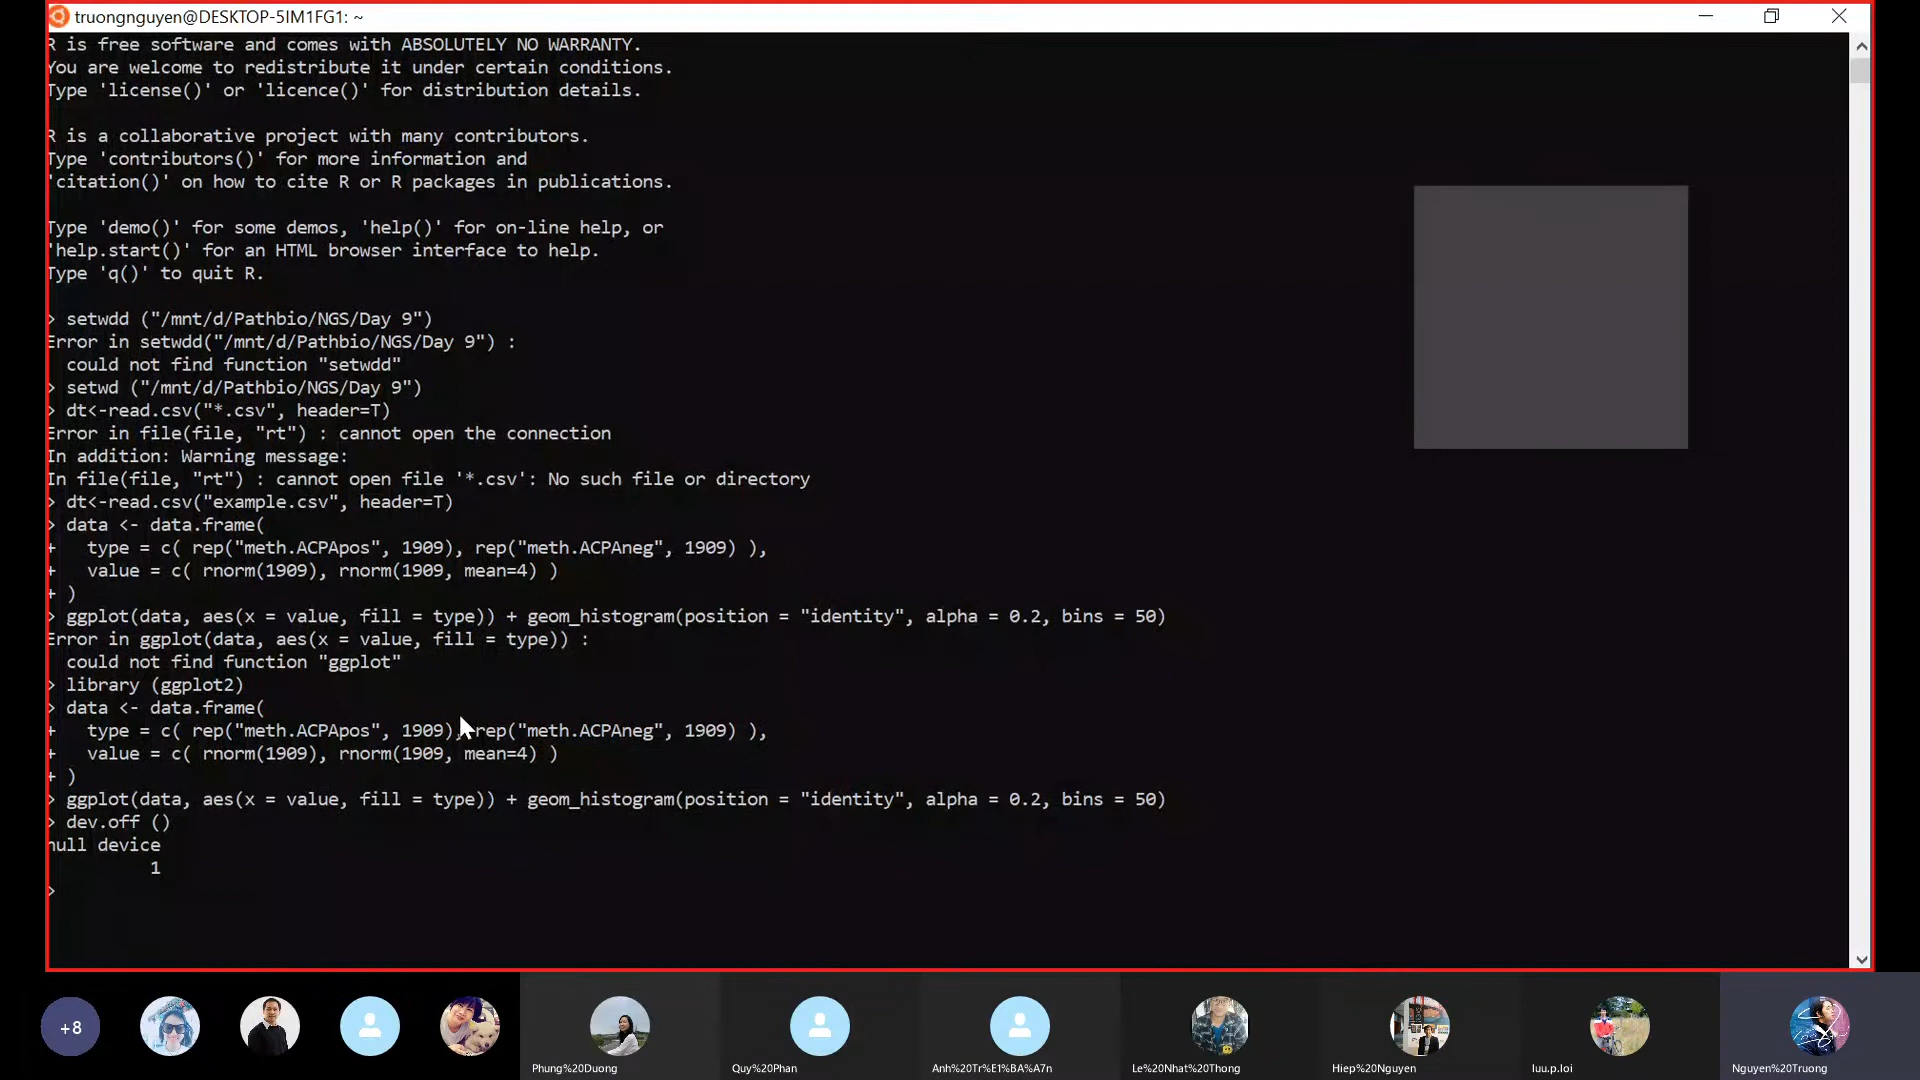 truongnguyen@DESKTOP-5IM1FG1: ~
R is free software and comes with ABSOLUTELY NO WARRANTY.
You are welcome to redistribute it under certain conditions.
Type 'license()' or 'licence()' for distribution details.
R is a collaborative project with many contributors.
Type 'contributors()' for more information and
'citation()' on how to cite R or R packages in publications.
Type 'demo()' for some demos, 'help()' for on-line help, or
'help.start()' for an HTML browser interface to help.
Type 'q()' to quit R.
> setwdd ("/mnt/d/Pathbio/NGS/Day 9")
Error in setwdd("/mnt/d/Pathbio/NGS/Day 9") :
could not find function "setwdd"
> setwd ("/mnt/d/Pathbio/NGS/Day 9")
> dt<-read.csv("*.csv", header=T)
Error in file(file, "rt") : cannot open the connection
In addition: Warning message:
In file(file, "rt") : cannot open file '*.csv': No such file or directory
> dt<-read.csv("example.csv", header=T)
> data <- data.frame(
+   type = c( rep("meth.ACPApos", 1909), rep("meth.ACPAneg", 1909) ),
+   value = c( rnorm(1909), rnorm(1909, mean=4) )
+ )
> ggplot(data, aes(x = value, fill = type)) + geom_histogram(position = "identity", alpha = 0.2, bins = 50)
Error in ggplot(data, aes(x = value, fill = type)) :
could not find function "ggplot"
> library (ggplot2)
> data <- data.frame(
+   type = c( rep("meth.ACPApos", 1909), rep("meth.ACPAneg", 1909) ),
+   value = c( rnorm(1909), rnorm(1909, mean=4) )
+ )
> ggplot(data, aes(x = value, fill = type)) + geom_histogram(position = "identity", alpha = 0.2, bins = 50)
> dev.off ()
null device
1
>
+8
Phung%20Duong
Quy%20Phan
Anh%20Tr%E1%BA%A7n
Le%20Nhat%20Thong
Hiep%20Nguyen
luu.p.loi
Nguyen%20Truong